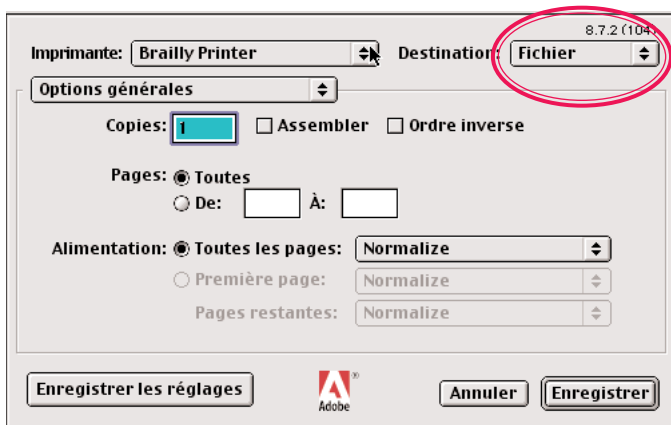 8.7.2 (104)
Imprimante: Brailly Printer Destination: Fichier
Options générales
Copies: 1 Assembler Ordre inverse
Pages: Toutes
De: À:
Alimentation: Toutes les pages: Normalize
Première page: Normalize
Pages restantes: Normalize
Enregistrer les réglages Adobe® Annuler Enregistrer